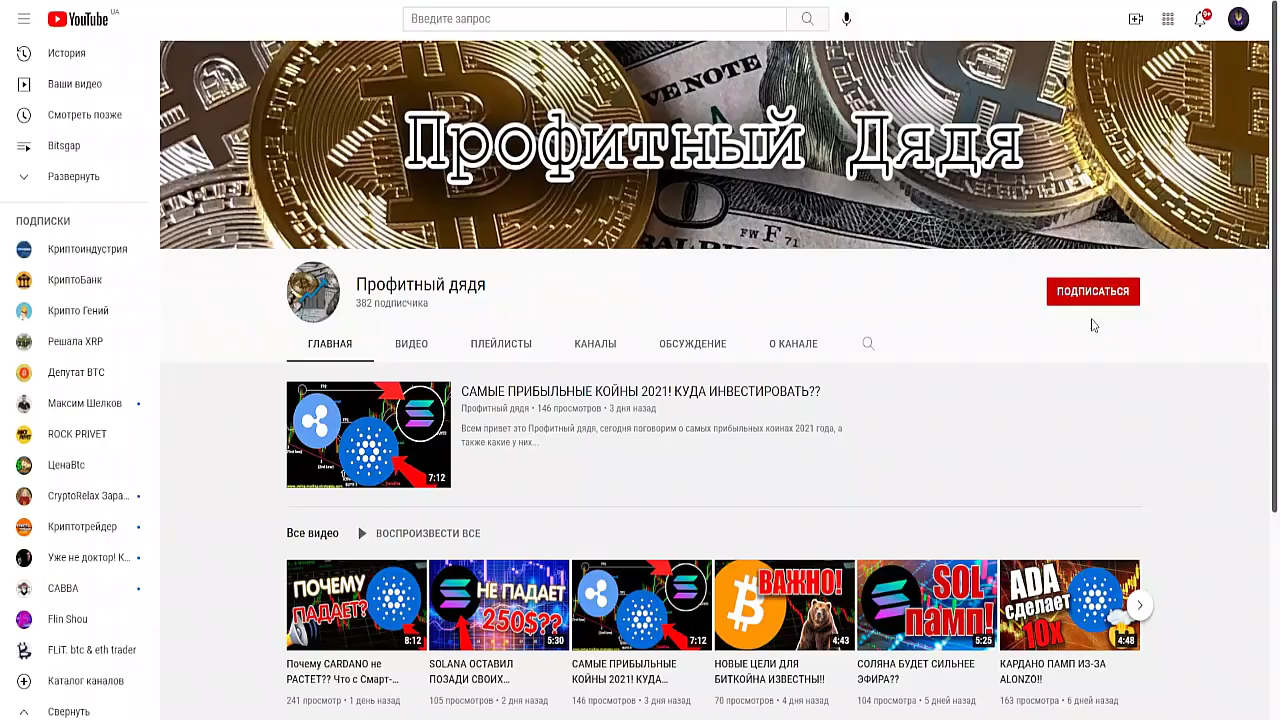 YouTube UA
Введите запрос
9+
История
Ваши видео
Смотреть позже
Bitsgap
Развернуть
ПОДПИСКИ
Криптоиндустрия
КриптоБанк
Крипто Гений
Решала XRP
Депутат BTC
Максим Шелков
ROCK PRIVET
ЦенаBtc
CryptoRelax Зара...
Криптотрейдер
Уже не доктор! К...
САВВА
Flin Shou
FLiT. btc & eth trader
Каталог каналов
Свернуть
Профитный Дядя
Профитный дядя
382 подписчика
ПОДПИСАТЬСЯ
ГЛАВНАЯ
ВИДЕО
ПЛЕЙЛИСТЫ
КАНАЛЫ
ОБСУЖДЕНИЕ
О КАНАЛЕ
7:12
САМЫЕ ПРИБЫЛЬНЫЕ КОЙНЫ 2021! КУДА ИНВЕСТИРОВАТЬ??
Профитный дядя • 146 просмотров • 3 дня назад
Всем привет это Профитный дядя, сегодня поговорим о самых прибыльных коинах 2021 года, а
также какие у них...
Все видео
ВОСПРОИЗВЕСТИ ВСЕ
ПОЧЕМУ
ПАДАЕТ?
8:12
Почему CARDANO не
РАСТЕТ?? Что с Смарт-...
241 просмотр • 1 день назад
НЕ ПАДАЕТ
250$??
5:30
SOLANA ОСТАВИЛ
ПОЗАДИ СВОИХ...
105 просмотров • 2 дня назад
7:12
САМЫЕ ПРИБЫЛЬНЫЕ
КОЙНЫ 2021! КУДА...
146 просмотров • 3 дня назад
ВАЖНО!
4:43
НОВЫЕ ЦЕЛИ ДЛЯ
БИТКОЙНА ИЗВЕСТНЫ!!
70 просмотров • 4 дня назад
SOL
памп!
5:25
СОЛЯНА БУДЕТ СИЛЬНЕЕ
ЭФИРА??
104 просмотра • 5 дней назад
ADA
сделает
10x
4:48
КАРДАНО ПАМП ИЗ-ЗА
ALONZO!!
163 просмотра • 6 дней назад